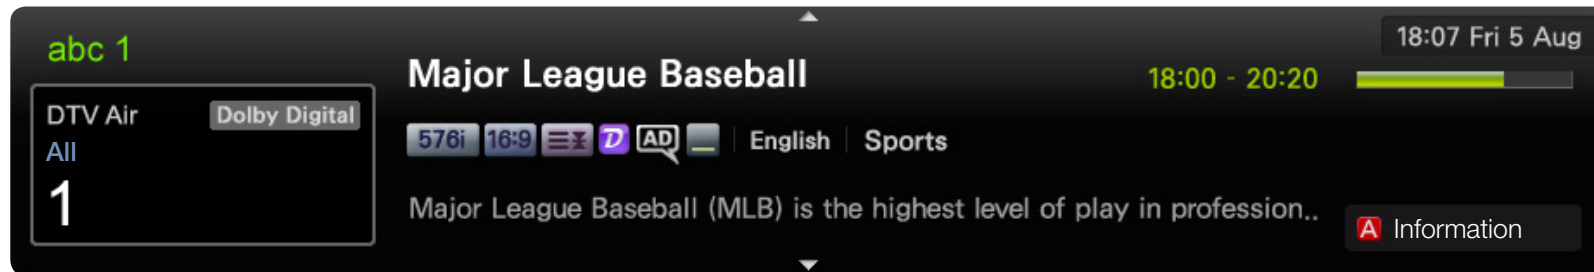 abc 1
DTV Air Dolby Digital
All
1
Major League Baseball 18:00 - 20:20
576i 16:9 D AD English Sports
Major League Baseball (MLB) is the highest level of play in profession..
18:07 Fri 5 Aug
A Information